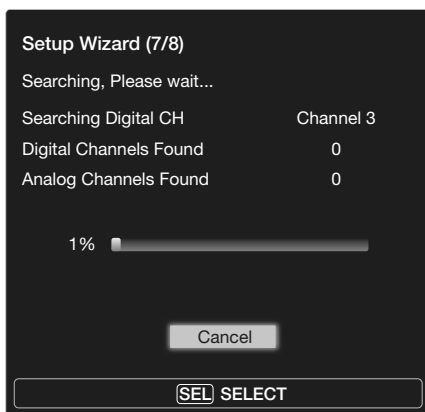 Setup Wizard (7/8)
Searching, Please wait...
Searching Digital CH Channel 3
Digital Channels Found 0
Analog Channels Found 0
1%
Cancel
SEL SELECT